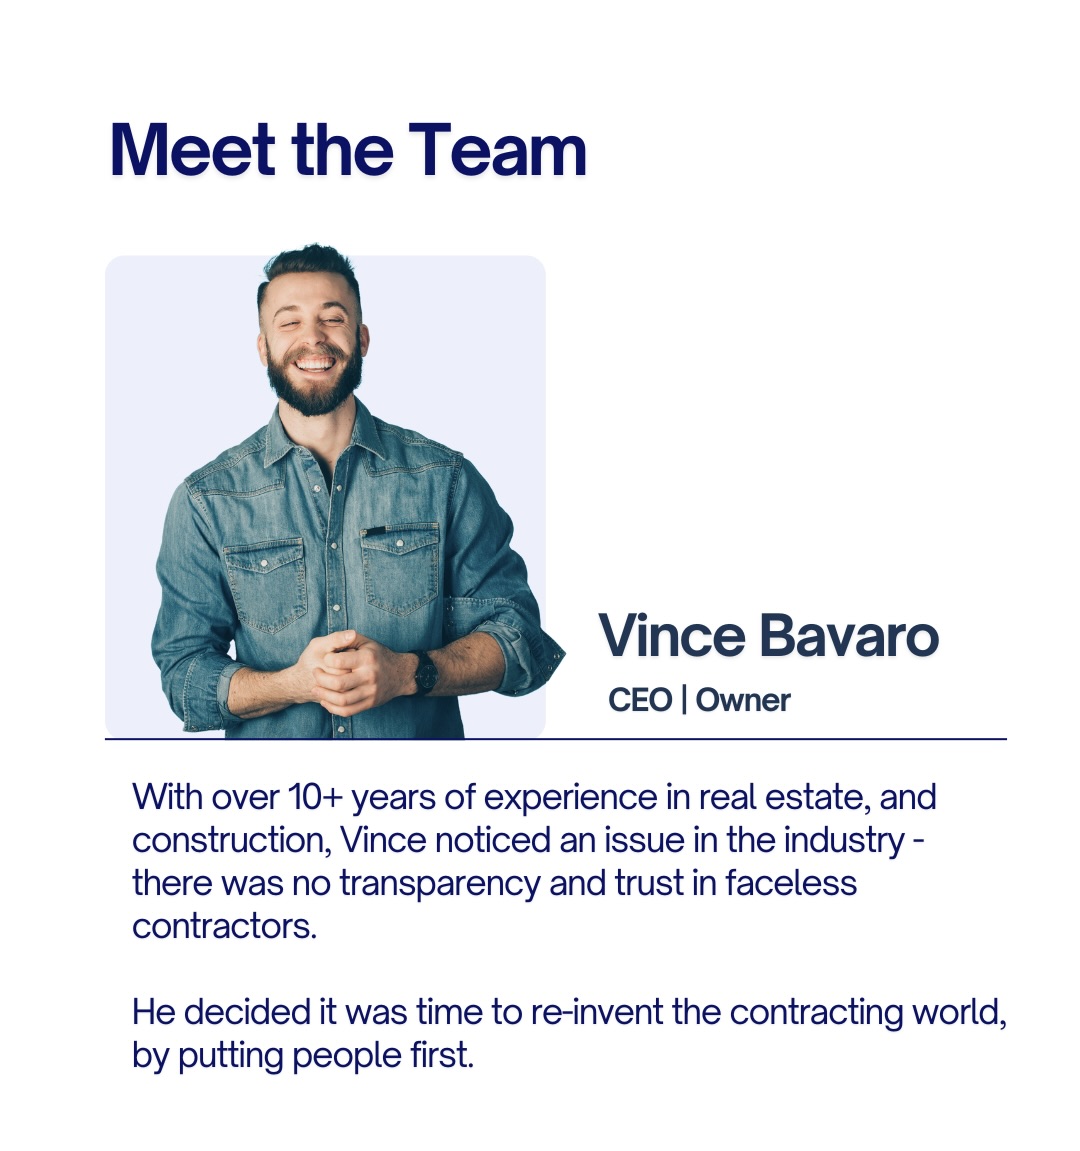 Meet the Team
Vince Bavaro
CEO | Owner
With over 10+ years of experience in real estate, and
construction, Vince noticed an issue in the industry -
there was no transparency and trust in faceless
contractors.
He decided it was time to re-invent the contracting world,
by putting people first.